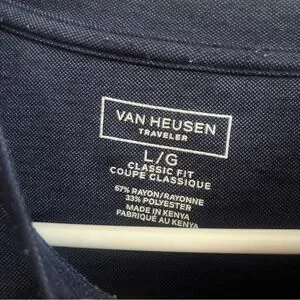 VAN HEUSEN
TRAVELER
L/G
CLASSIC FIT
COUPE CLASSIQUE
67% RAYON/RAYONNE
33% POLYESTER
MADE IN KENYA
FABRIQUÉ AU KENYA